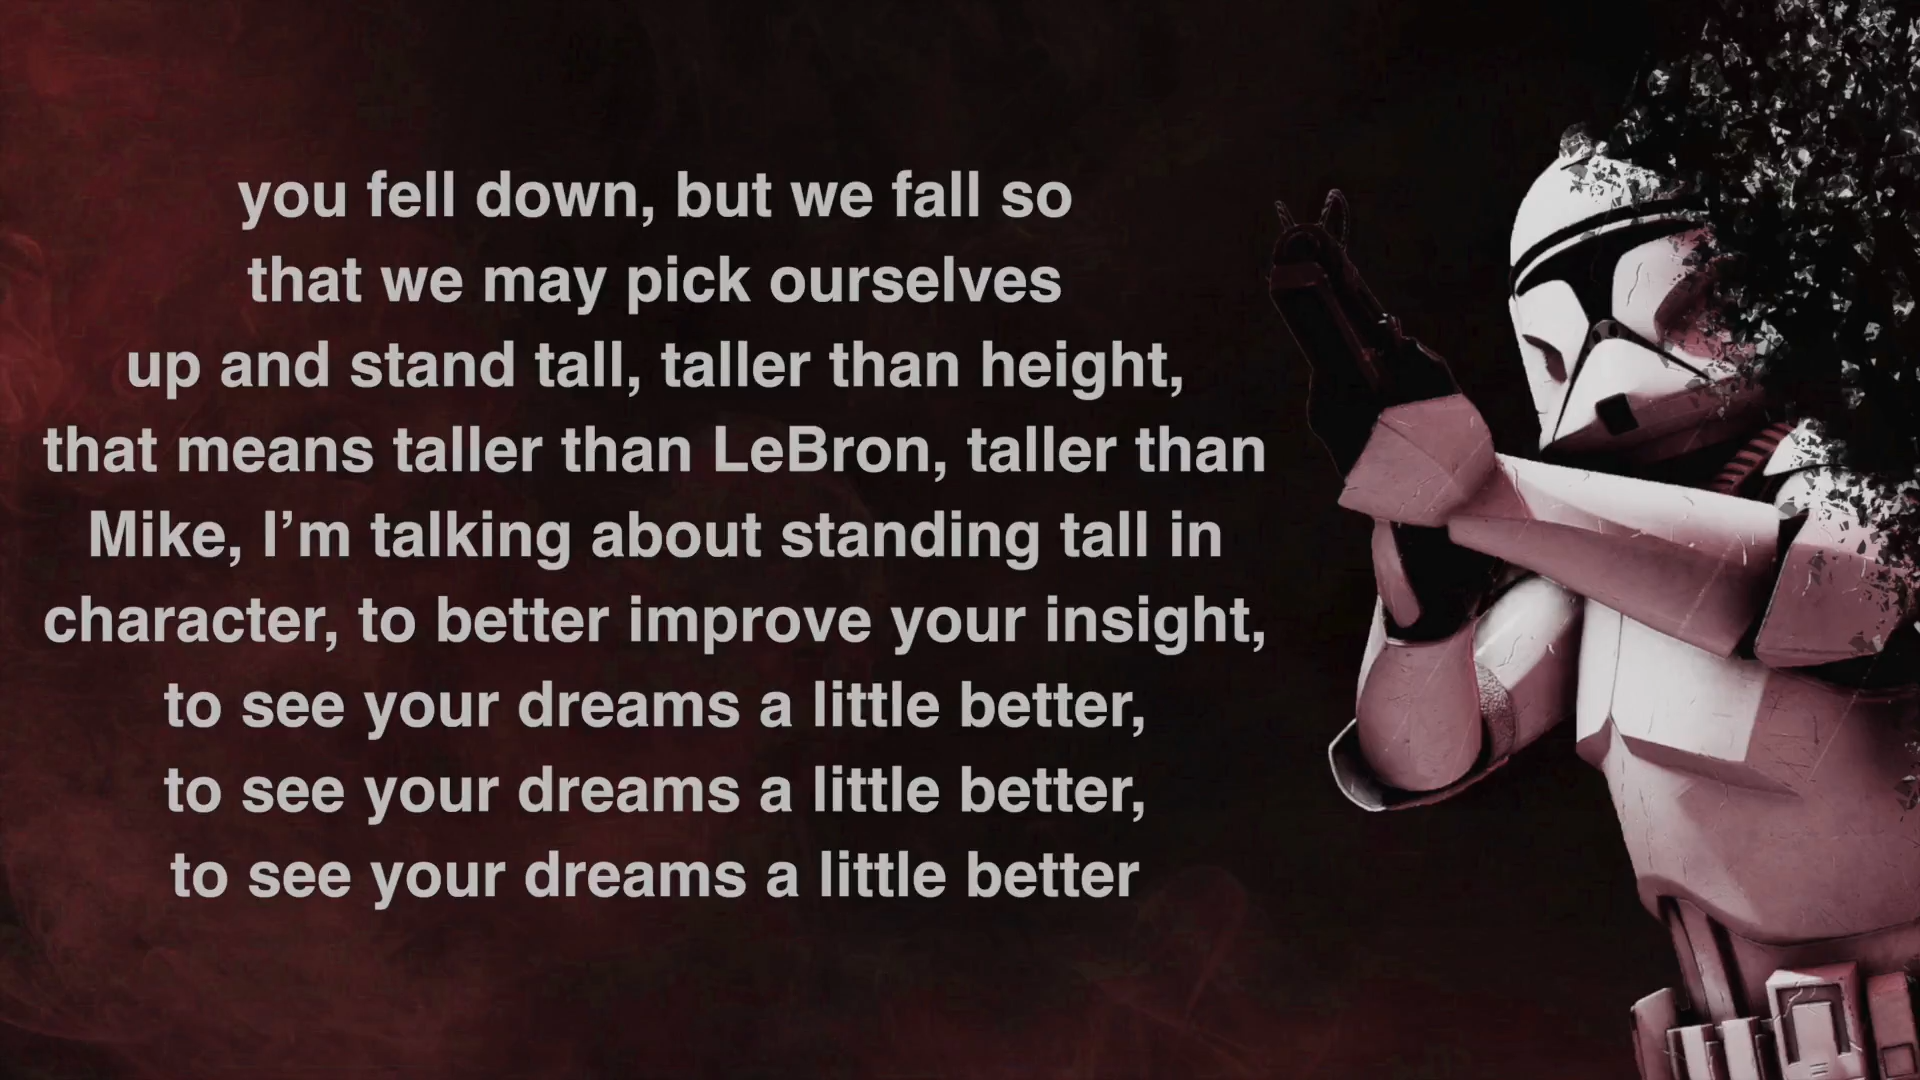 you fell down, but we fall so
that we may pick ourselves
up and stand tall, taller than height,
that means taller than LeBron, taller than
Mike, I’m talking about standing tall in
character, to better improve your insight,
to see your dreams a little better,
to see your dreams a little better,
to see your dreams a little better